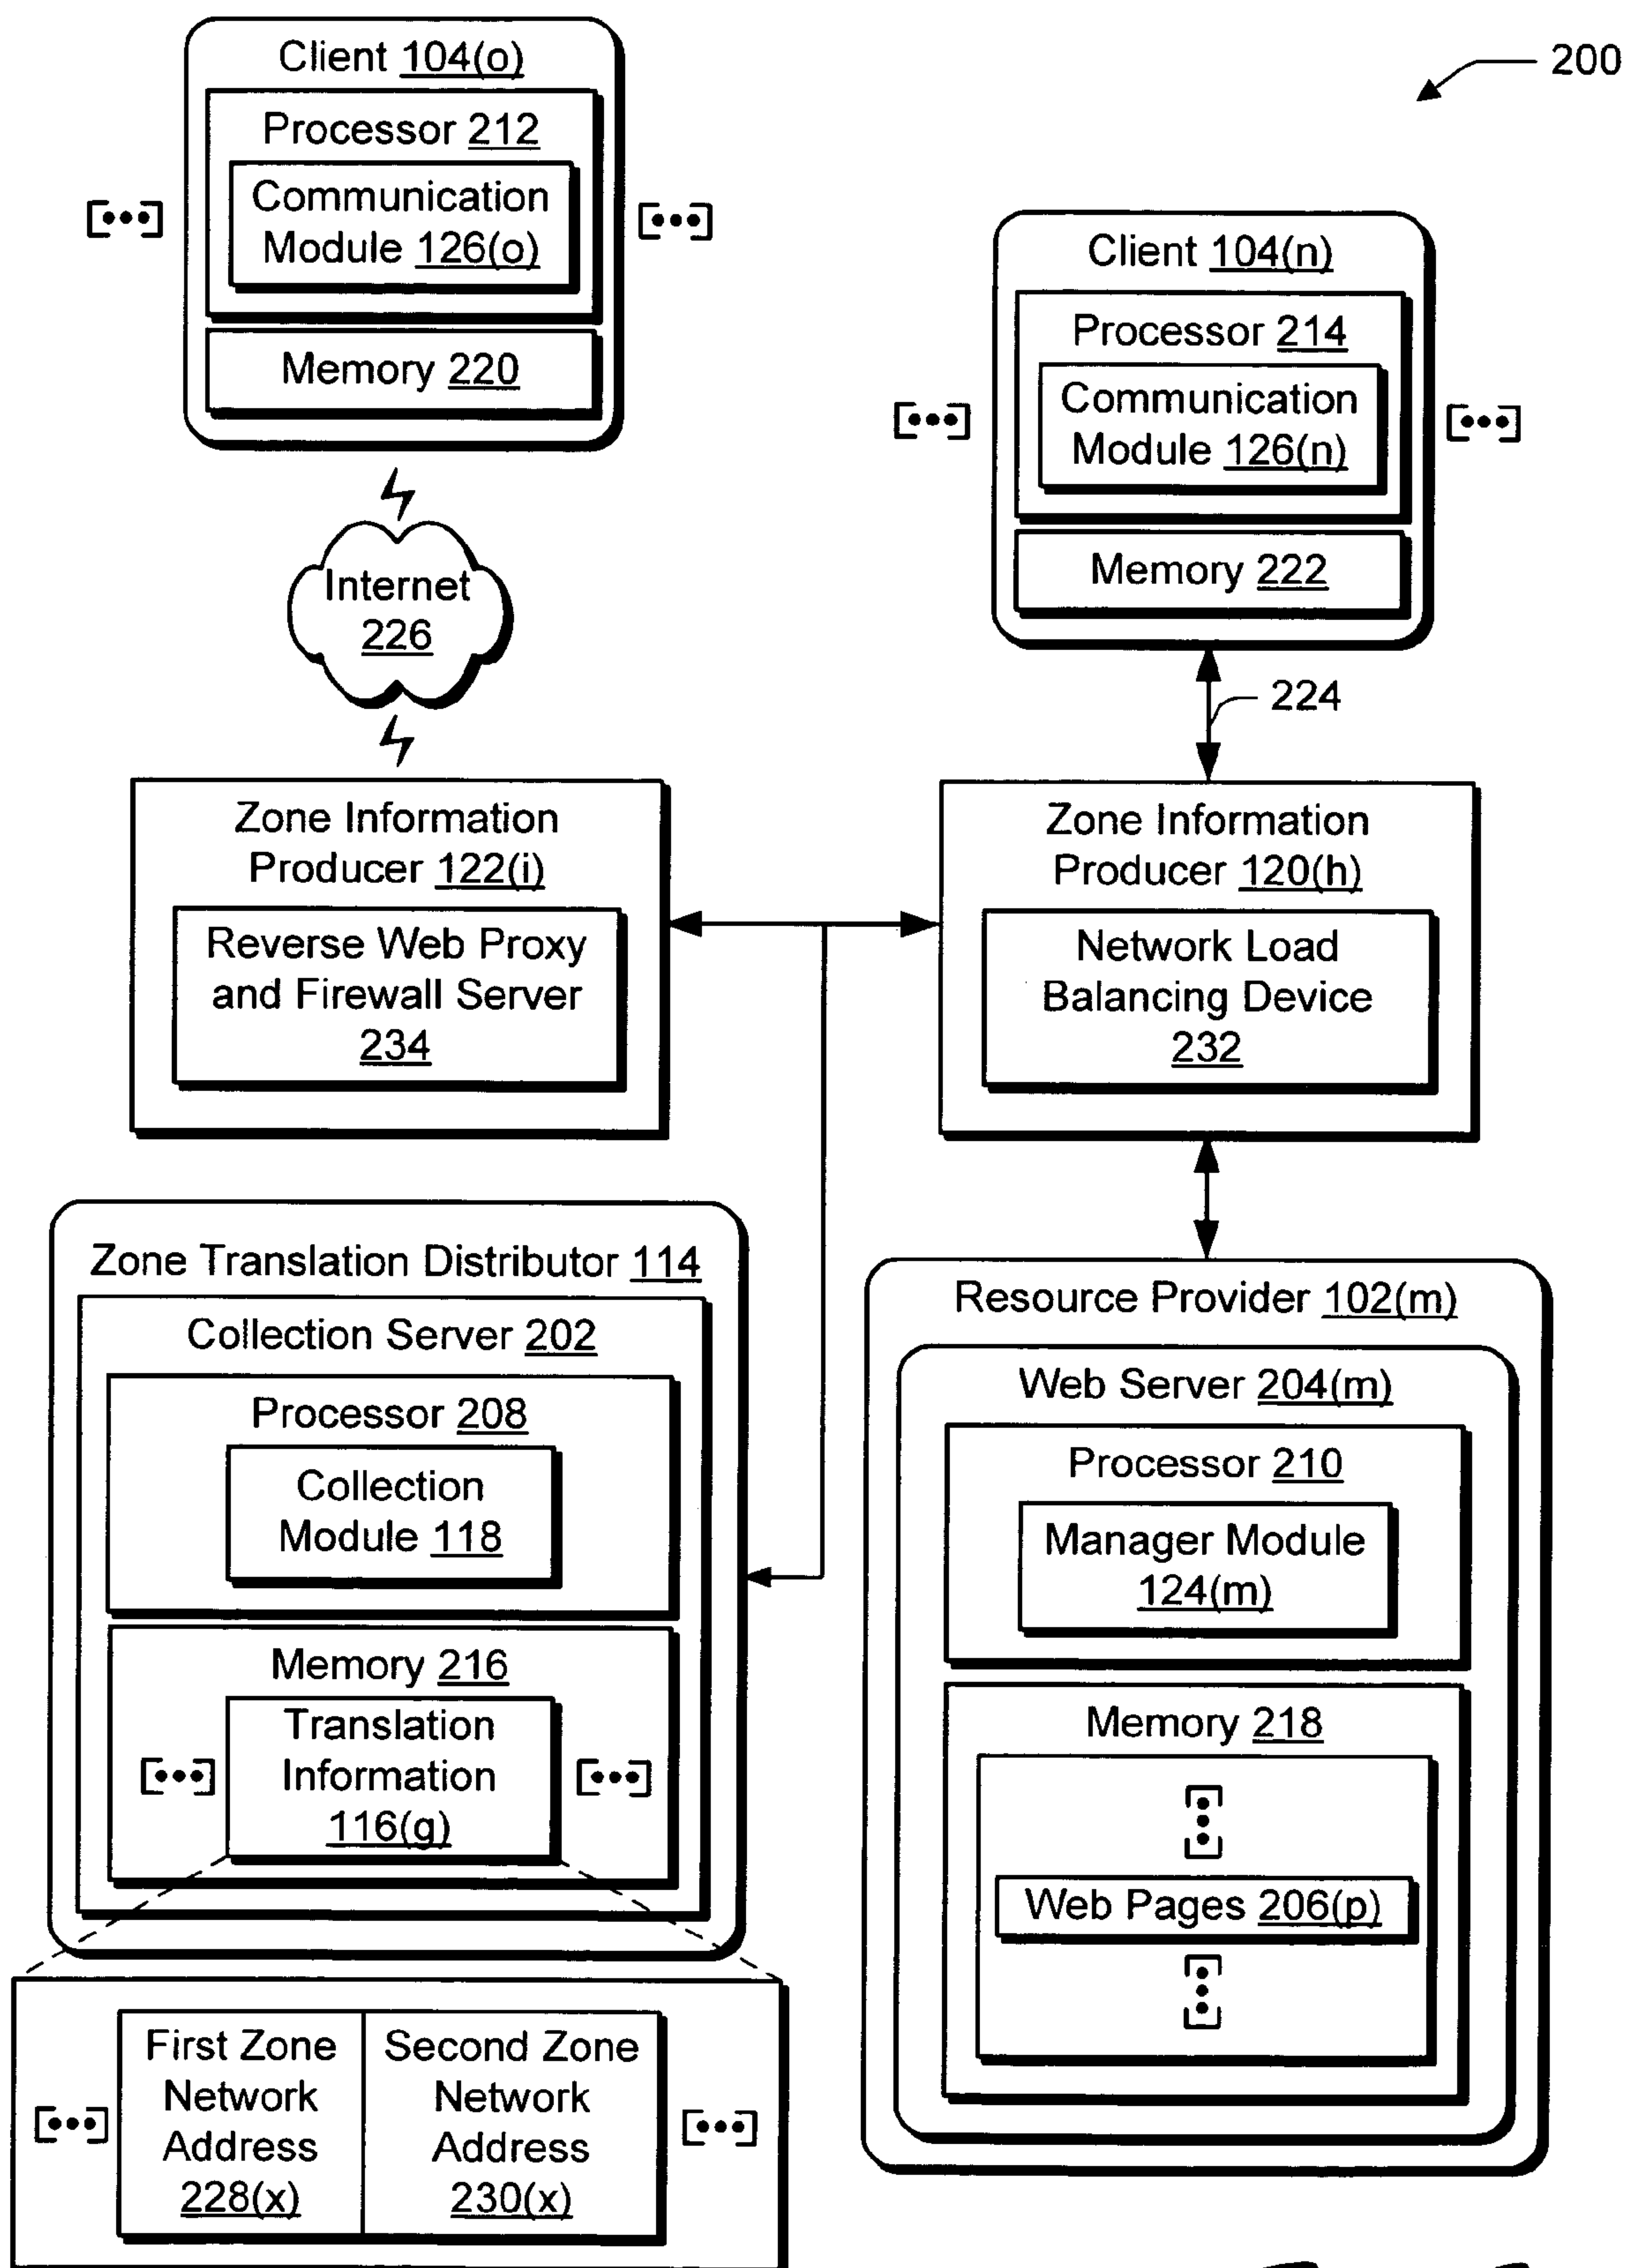 200
Client 104(o)
Processor 212
Communication
Module 126(o)
Memory 220
Client 104(n)
Processor 214
Communication
Module 126(n)
Memory 222
Internet
226
224
Zone Information
Producer 122(i)
Reverse Web Proxy
and Firewall Server
234
Zone Information
Producer 120(h)
Network Load
Balancing Device
232
Zone Translation Distributor 114
Collection Server 202
Processor 208
Collection
Module 118
Memory 216
Translation
Information
116(g)
First Zone
Network
Address
228(x)
Second Zone
Network
Address
230(x)
Resource Provider 102(m)
Web Server 204(m)
Processor 210
Manager Module
124(m)
Memory 218
Web Pages 206(p)